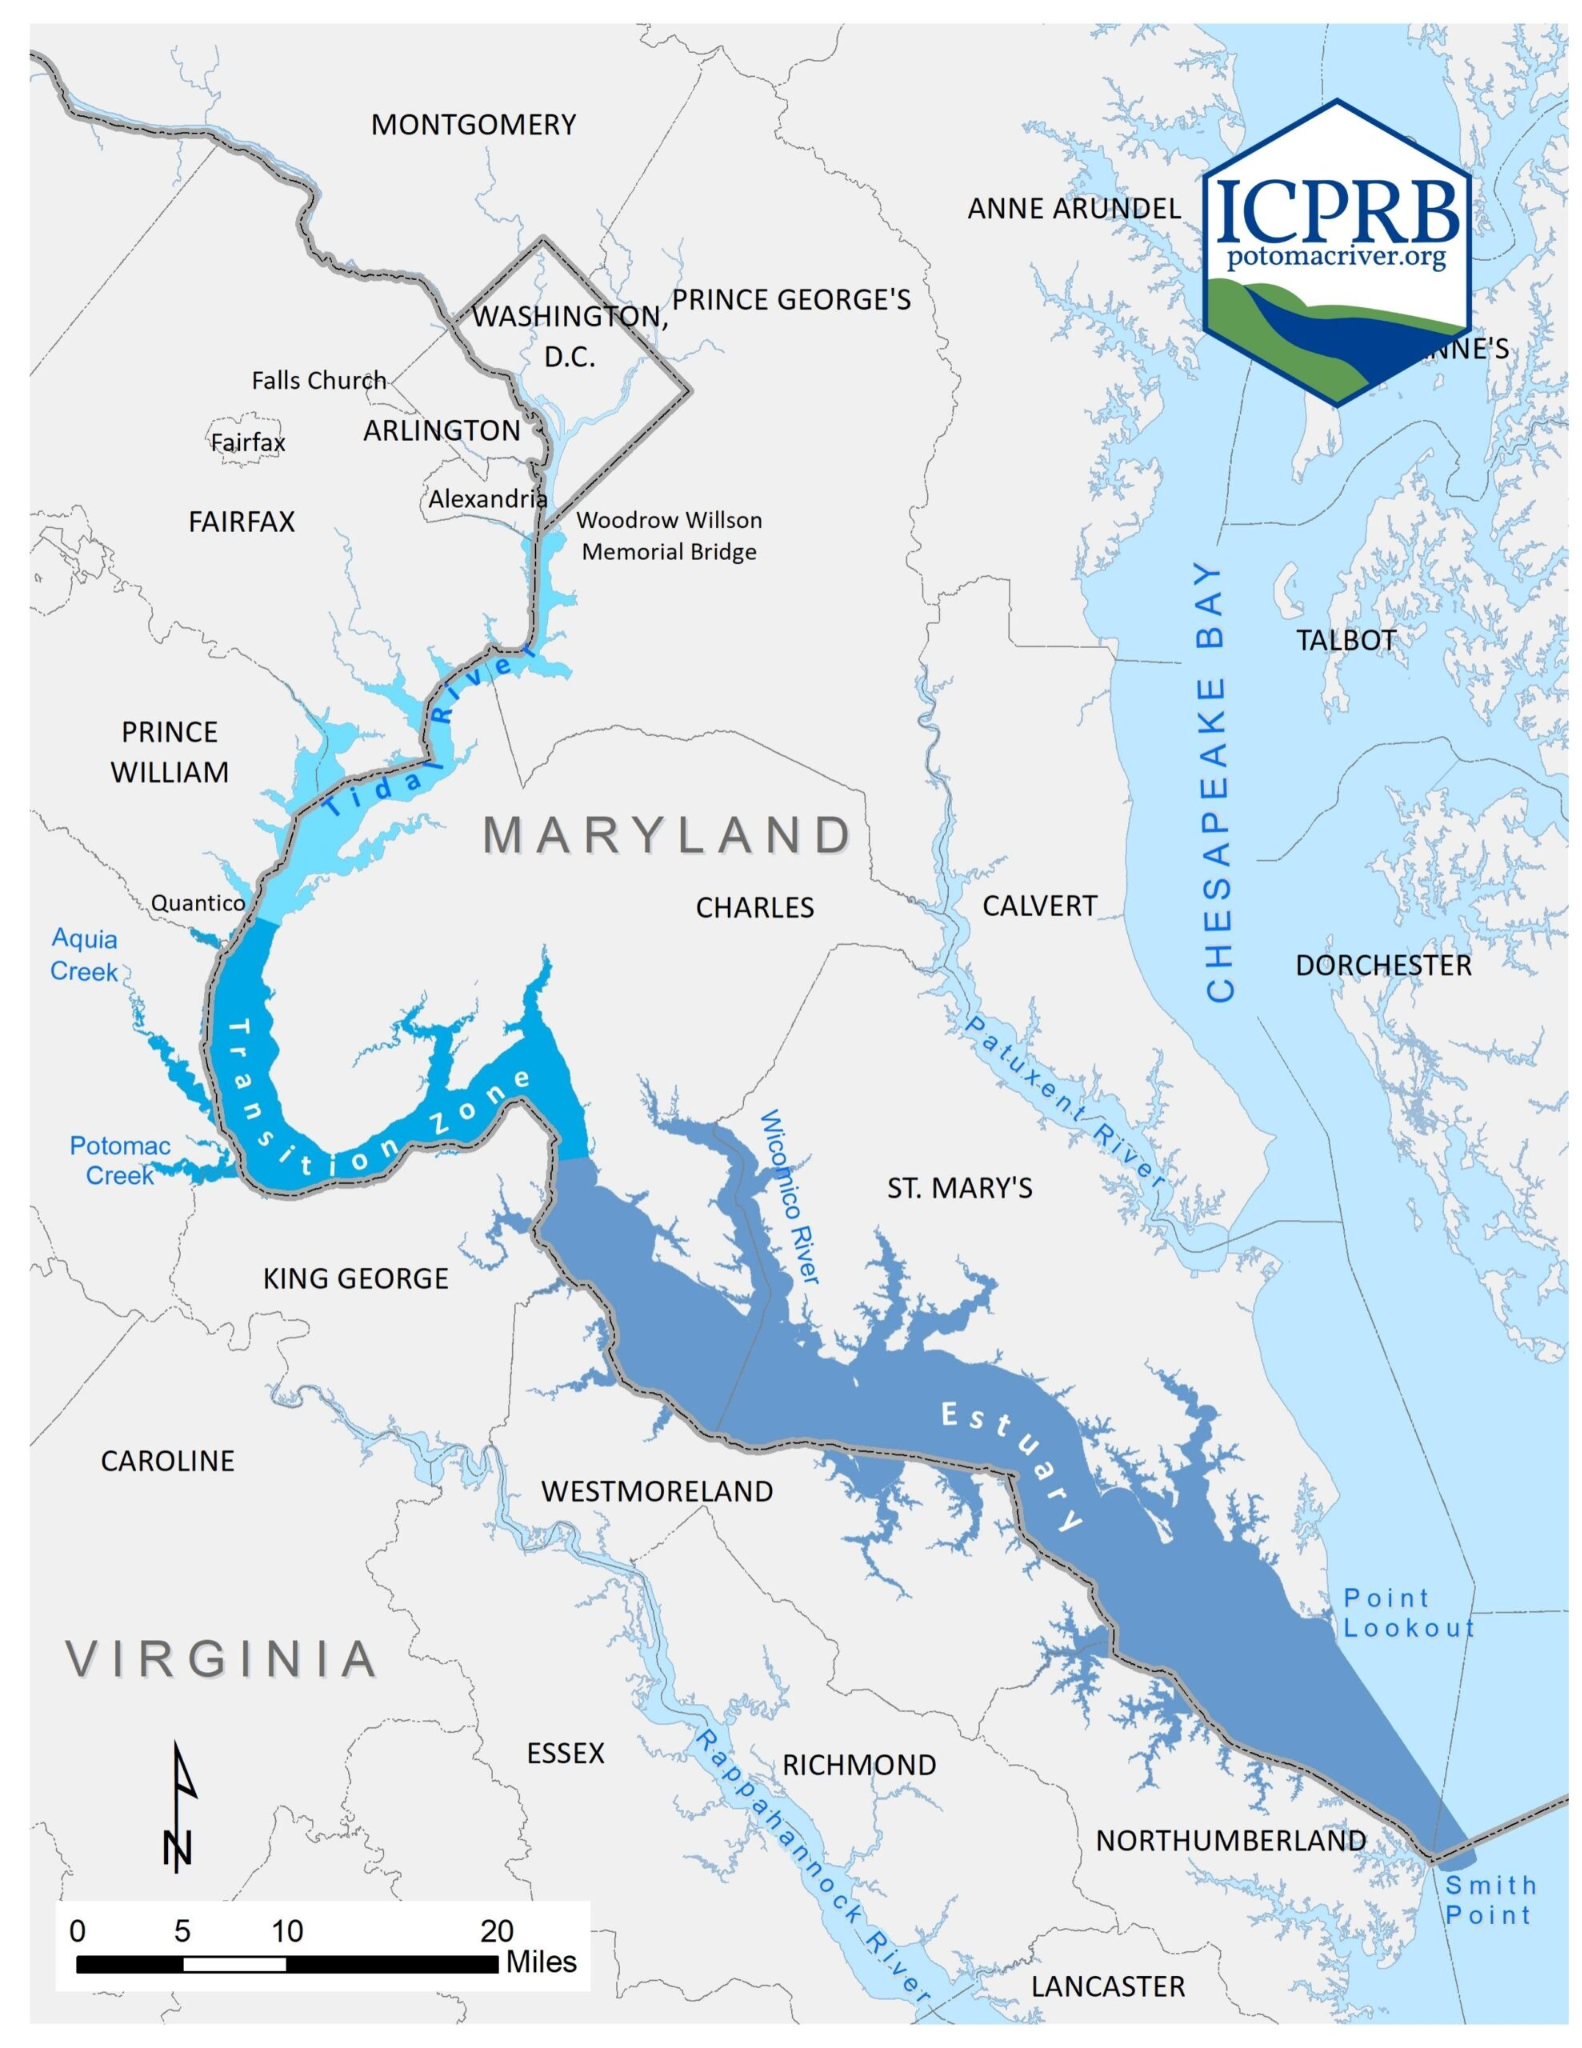 MONTGOMERY
ANNE ARUNDEL
ICPRB
potomacriver.org
PRINCE GEORGE'S
WASHINGTON,
D.C.
NNE'S
Falls Church
ARLINGTON
Fairfax
Alexandria
FAIRFAX
Woodrow Willson
Memorial Bridge
CHESAPEAKE BAY
TALBOT
Tidal River
PRINCE
WILLIAM
MARYLAND
Quantico
CHARLES
CALVERT
Aquia
Creek
DORCHESTER
Transition Zone
Patuxent River
Potomac
Creek
Wicomico River
ST. MARY'S
KING GEORGE
Estuary
CAROLINE
WESTMORELAND
Point
Lookout
VIRGINIA
ESSEX
Rappahannock River
RICHMOND
NORTHUMBERLAND
N
Smith
Point
0 5 10 20
Miles
LANCASTER